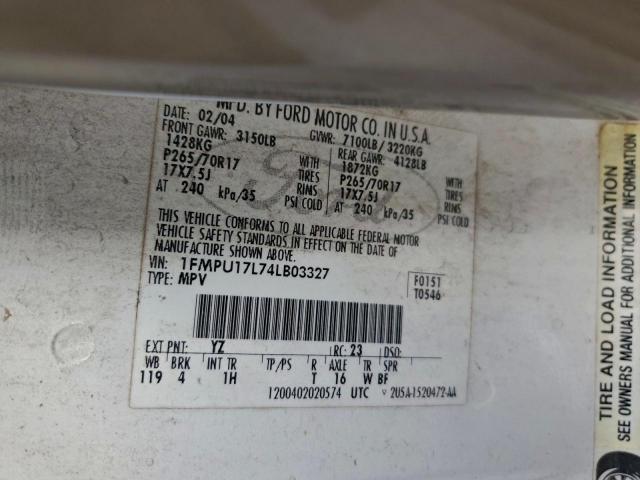 MFD. BY FORD MOTOR CO. IN U.S.A.
DATE: 02/04 GVWR: 7100LB/ 3220KG
FRONT GAWR: 3150LB REAR GAWR: 4128LB
1428KG WITH 1872KG WITH
P265/70R17 TIRES P265/70R17 TIRES
17X7.5J RIMS 17X7.5J RIMS
AT 240 kPa/35 PSI COLD AT 240 kPa/35 PSI COLD
THIS VEHICLE CONFORMS TO ALL APPLICABLE FEDERAL MOTOR
VEHICLE SAFETY STANDARDS IN EFFECT ON THE DATE OF
MANUFACTURE SHOWN ABOVE.
VIN: 1FMPU17L74LB03327 F0151
TYPE: MPV T0546
EXT PNT: YZ RC: 23 DSO:
WB BRK INT TR TP/PS R AXLE TR SPR
119 4 1H T 16 W BF
1200402020574 UTC 2U5A-1520472-AA
TIRE AND LOAD INFORMATION
SEE OWNERS MANUAL FOR ADDITIONAL INFORMATION